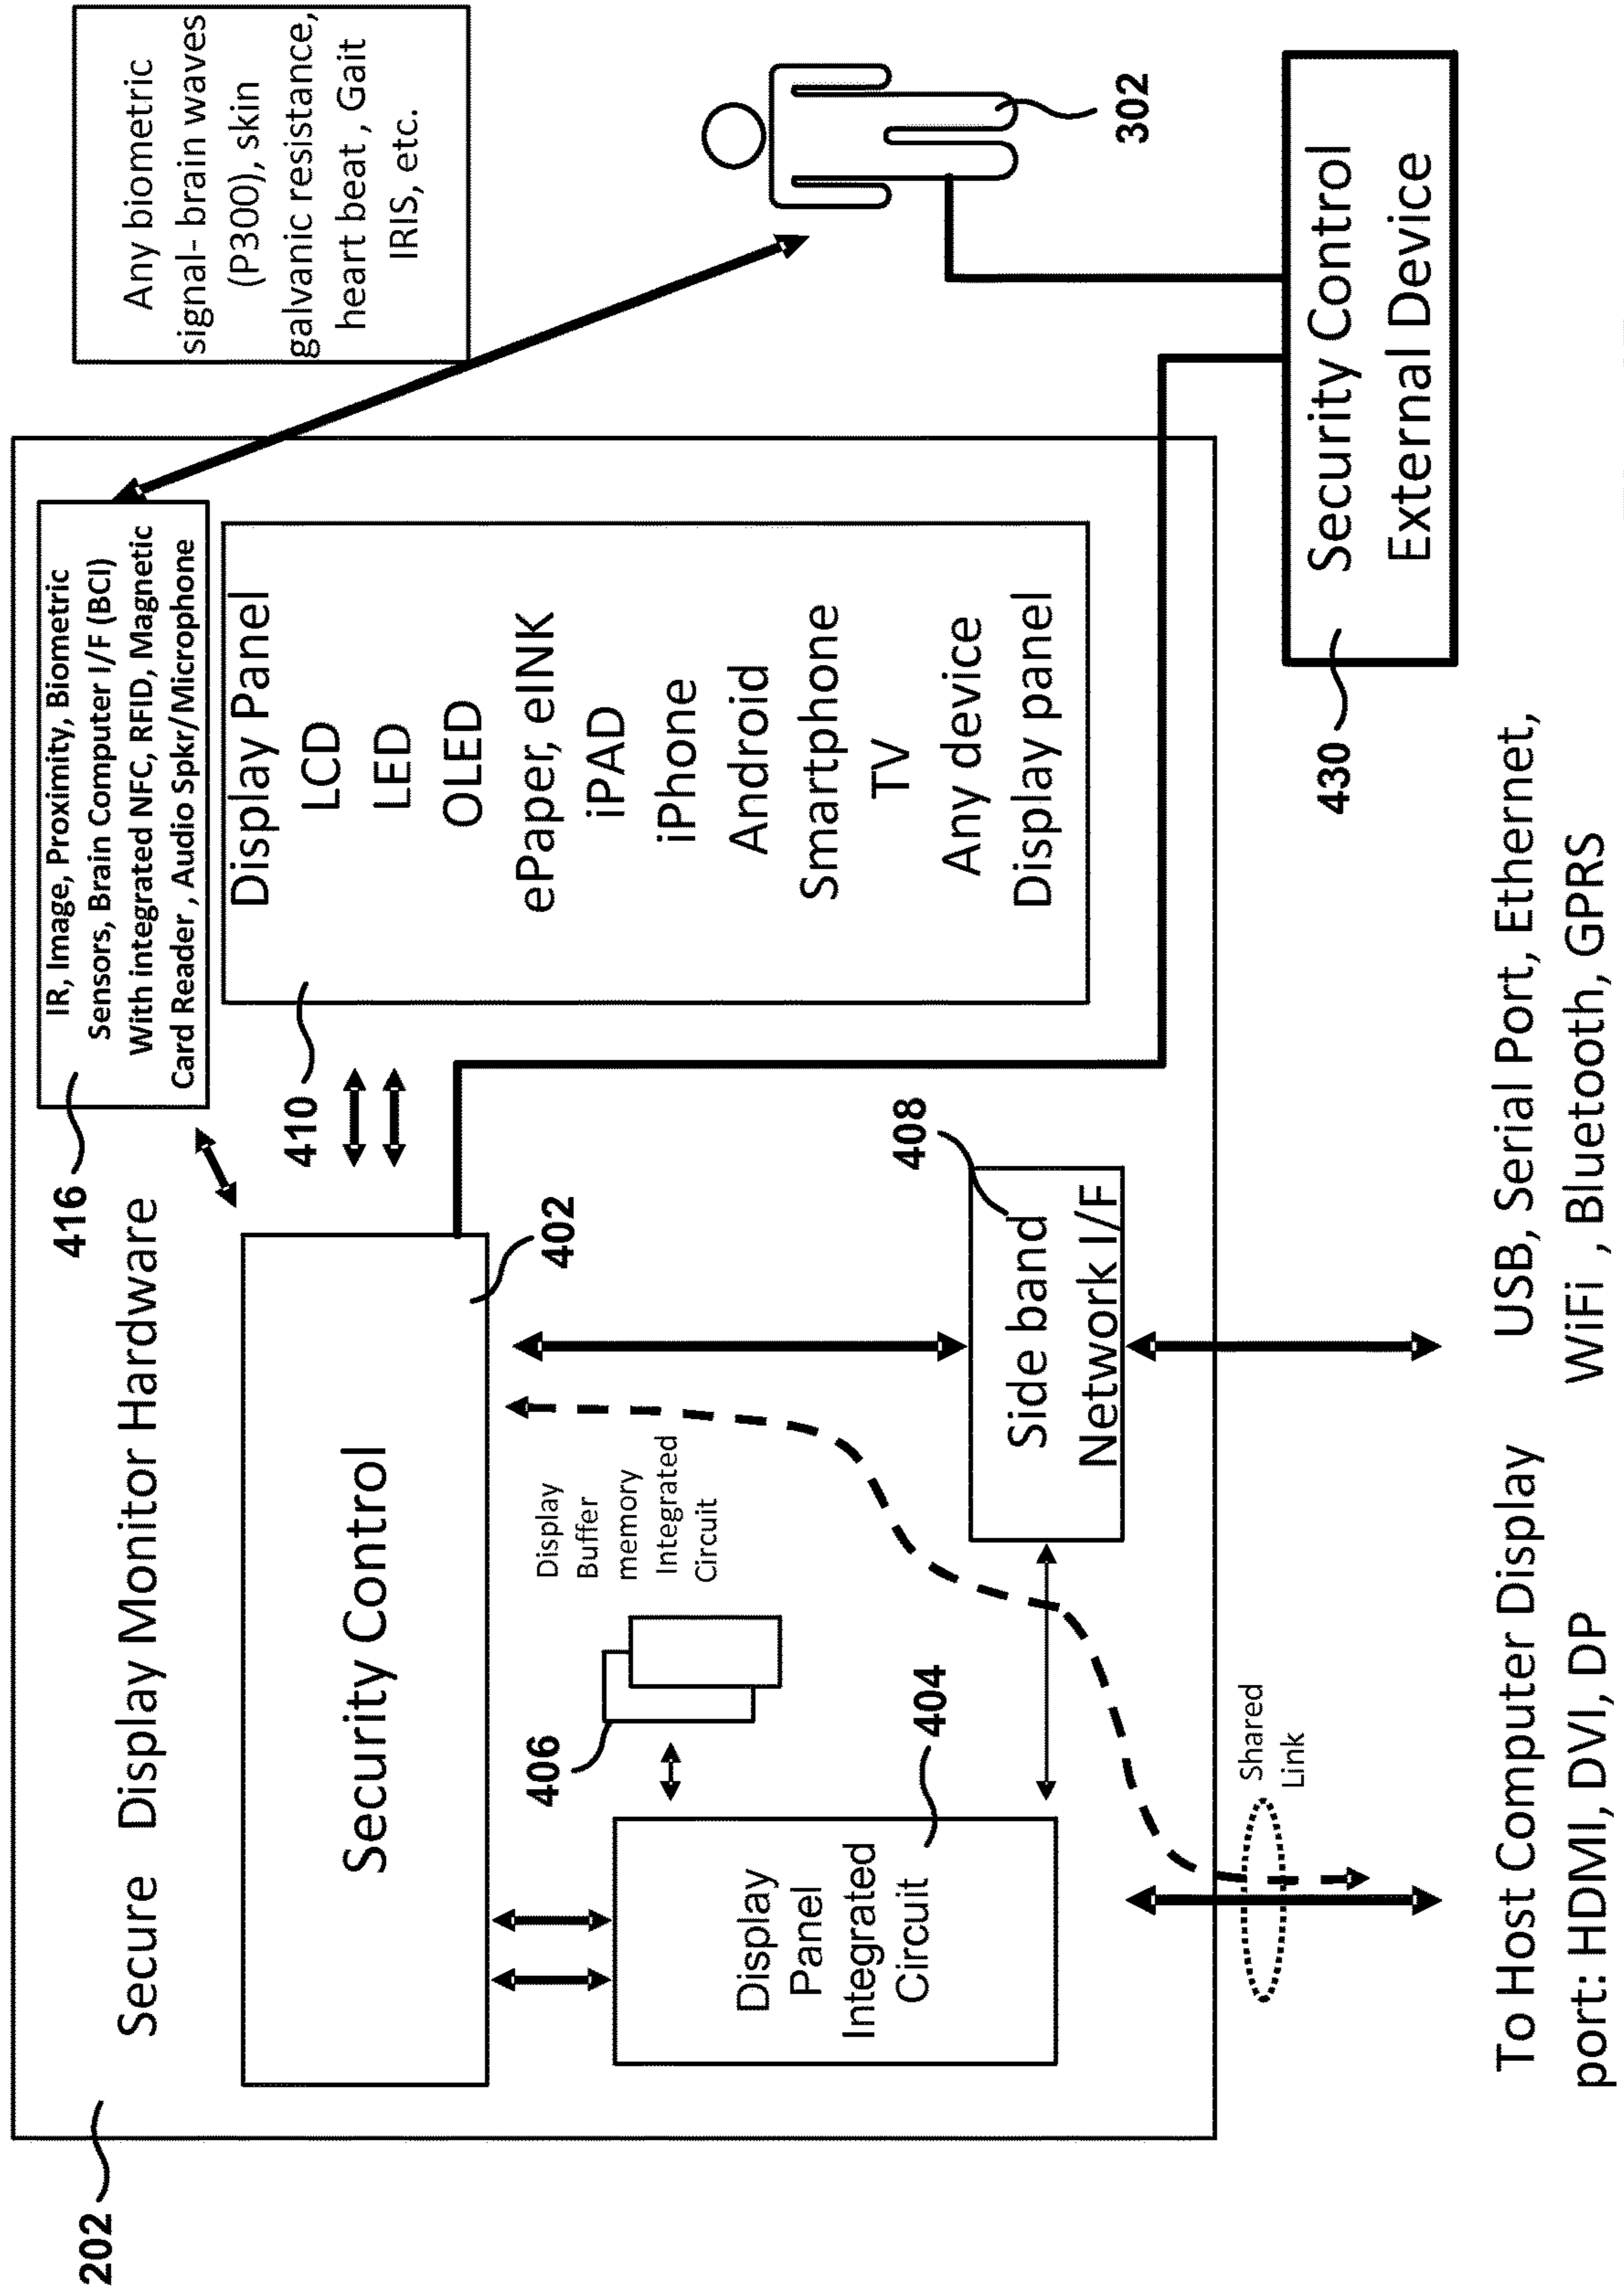 202
Secure Display Monitor Hardware
416
IR, Image, Proximity, Biometric
Sensors, Brain Computer I/F (BCI)
With integrated NFC, RFID, Magnetic
Card Reader , Audio Spkr/Microphone
Any biometric
signal- brain waves
(P300), skin
galvanic resistance,
heart beat , Gait
IRIS, etc.
Security Control
402
410
Display Panel
LCD
LED
OLED
ePaper, eINK
iPAD
iPhone
Android
Smartphone
TV
Any device
Display panel
302
406
Display
Buffer
memory
Integrated
Circuit
Display
Panel
Integrated
Circuit
404
408
Side band
Network I/F
Shared
Link
430
Security Control
External Device
To Host Computer Display
port: HDMI, DVI, DP
USB, Serial Port, Ethernet,
WiFi , Bluetooth, GPRS